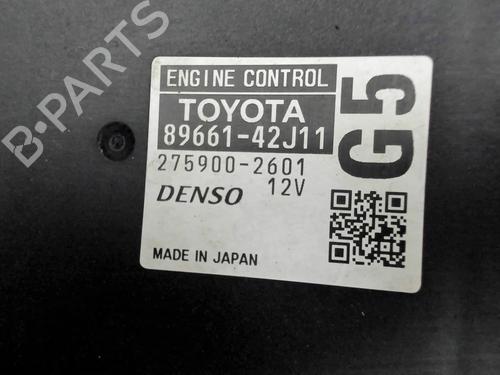 B-PARTS
ENGINE CONTROL
TOYOTA
89661-42J11
275900-2601
DENSO 12V
MADE IN JAPAN
G5